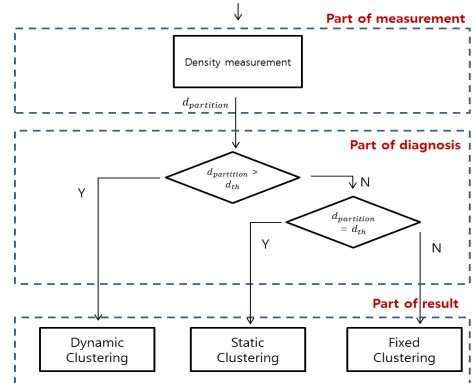 Part of measurement
Density measurement
d_partition
Part of diagnosis
d_partition >
d_th
Y
N
d_partition
= d_th
Y
N
Part of result
Dynamic
Clustering
Static
Clustering
Fixed
Clustering